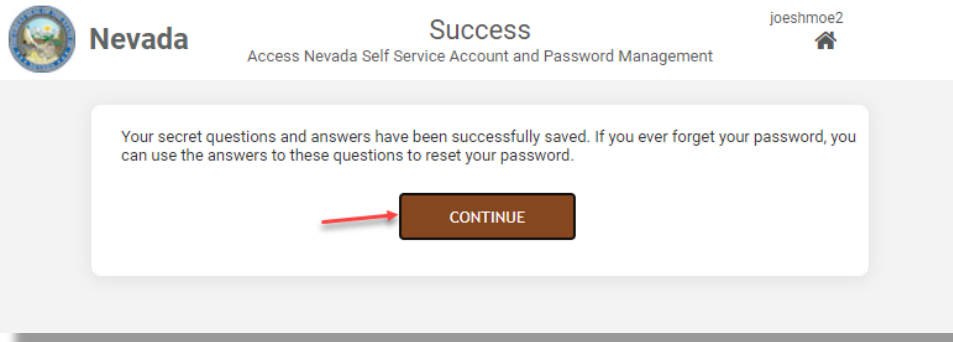 Nevada
Success
Access Nevada Self Service Account and Password Management
joeshmoe2
Your secret questions and answers have been successfully saved. If you ever forget your password, you
can use the answers to these questions to reset your password.
CONTINUE